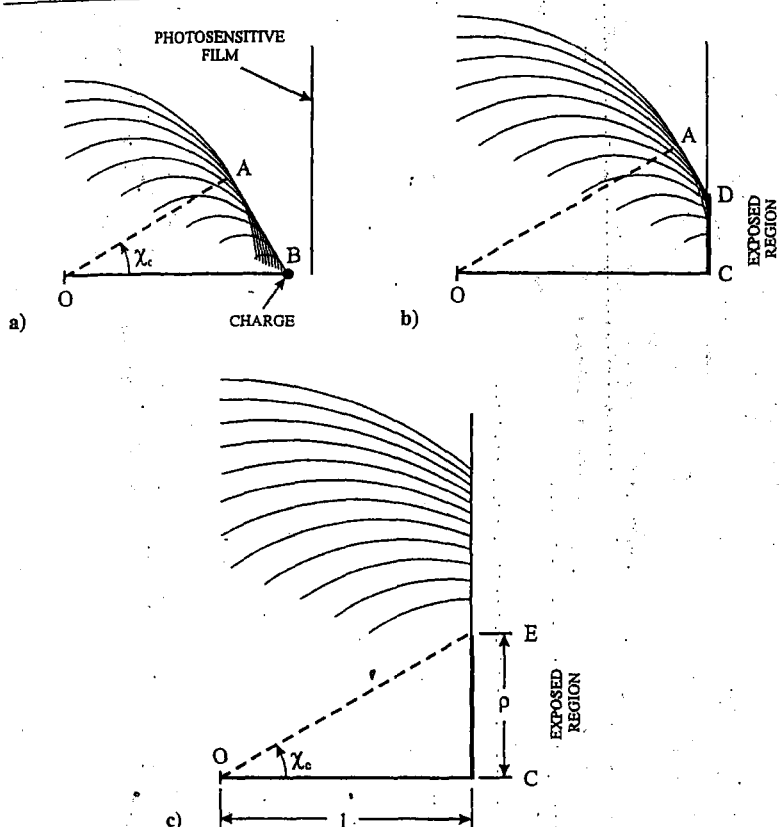 PHOTOSENSITIVE
FILM
A
χc
B
O
CHARGE
a)
A
D
EXPOSED
REGION
C
O
b)
E
ρ
EXPOSED
REGION
O
χc
C
c)